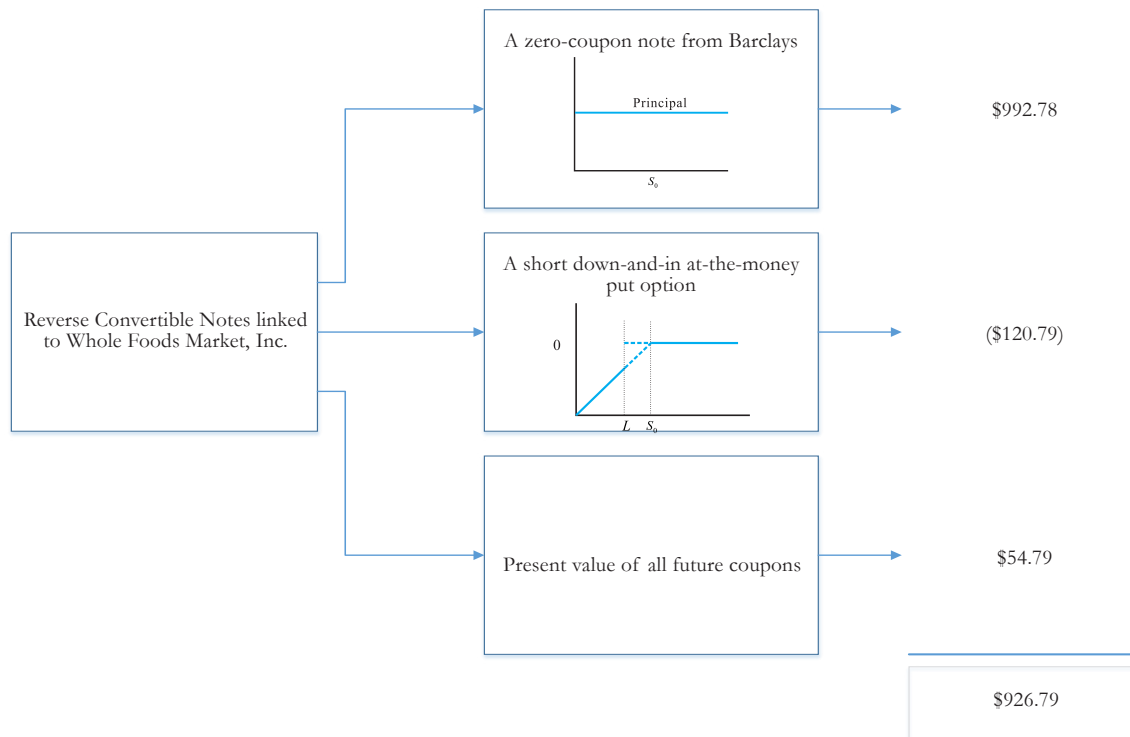 A zero-coupon note from Barclays
Principal
S₀
$992.78
Reverse Convertible Notes linked
to Whole Foods Market, Inc.
A short down-and-in at-the-money
put option
0
L S₀
($120.79)
Present value of all future coupons
$54.79
$926.79